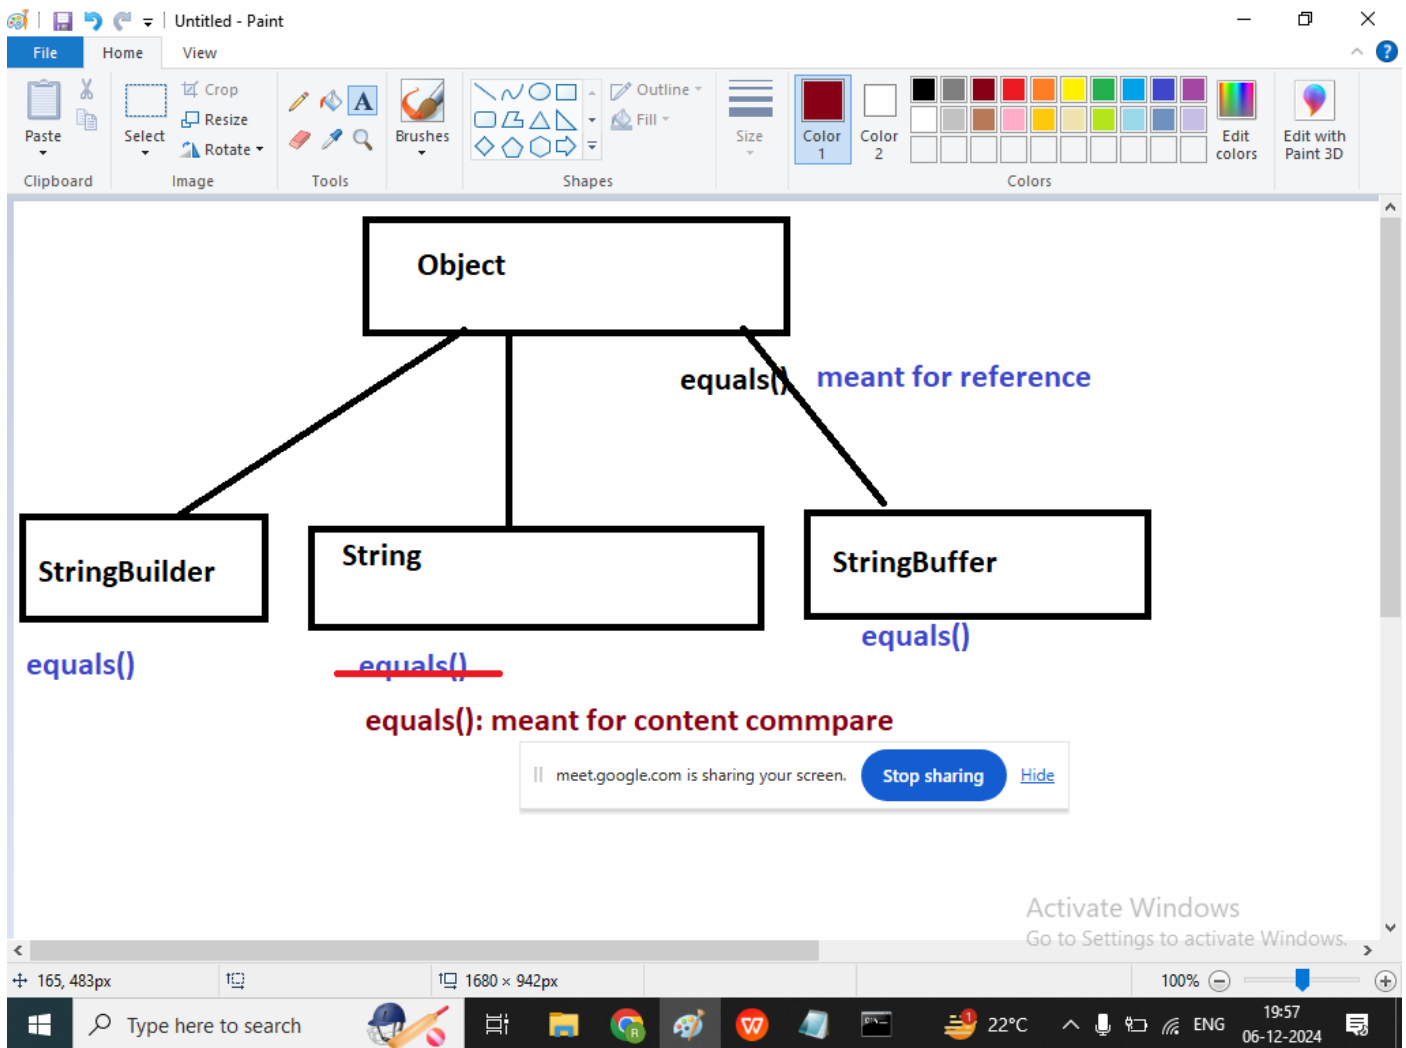 Untitled - Paint
File Home View
Paste
Select
Crop
Resize
Rotate
A
Brushes
Outline
Fill
Size
Color 1
Color 2
Edit colors
Edit with Paint 3D
Clipboard Image Tools Shapes Colors
Object
equals() meant for reference
StringBuilder
String
StringBuffer
equals()
equals()
equals()
equals(): meant for content commpare
meet.google.com is sharing your screen. Stop sharing Hide
Activate Windows
Go to Settings to activate Windows.
165, 483px 1680 × 942px 100%
Type here to search 1 22°C ENG 19:57
06-12-2024